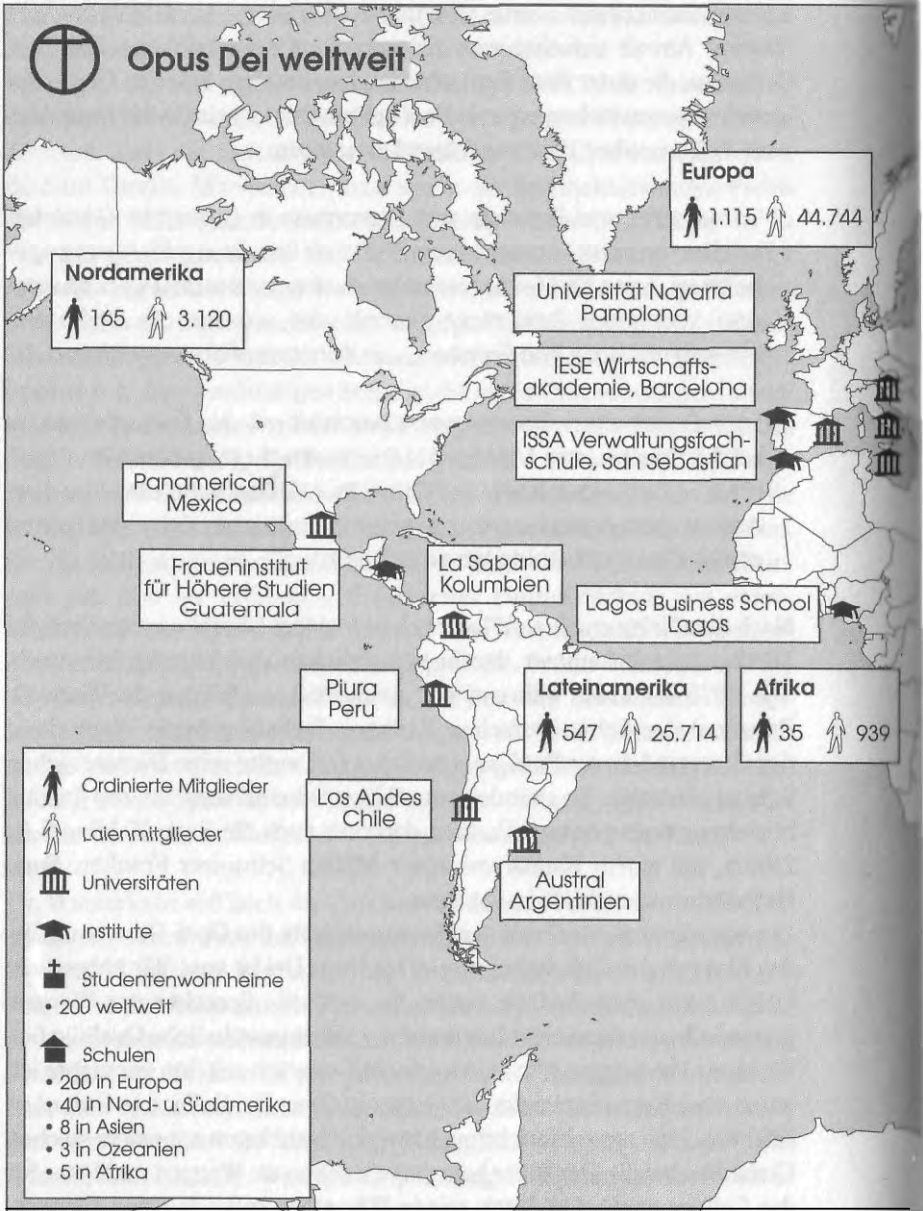 Opus Dei weltweit
Europa
1.115 44.744
Nordamerika
165 3.120
Universität Navarra
Pamplona
IESE Wirtschafts-
akademie, Barcelona
ISSA Verwaltungsfach-
schule, San Sebastian
Panamerican
Mexico
Fraueninstitut
für Höhere Studien
Guatemala
La Sabana
Kolumbien
Lagos Business School
Lagos
Piura
Peru
Lateinamerika
547 25.714
Afrika
35 939
Los Andes
Chile
Austral
Argentinien
Ordinierte Mitglieder
Laienmitglieder
Universitäten
Institute
Studentenwohnheime
• 200 weltweit
Schulen
• 200 in Europa
• 40 in Nord- u. Südamerika
• 8 in Asien
• 3 in Ozeanien
• 5 in Afrika